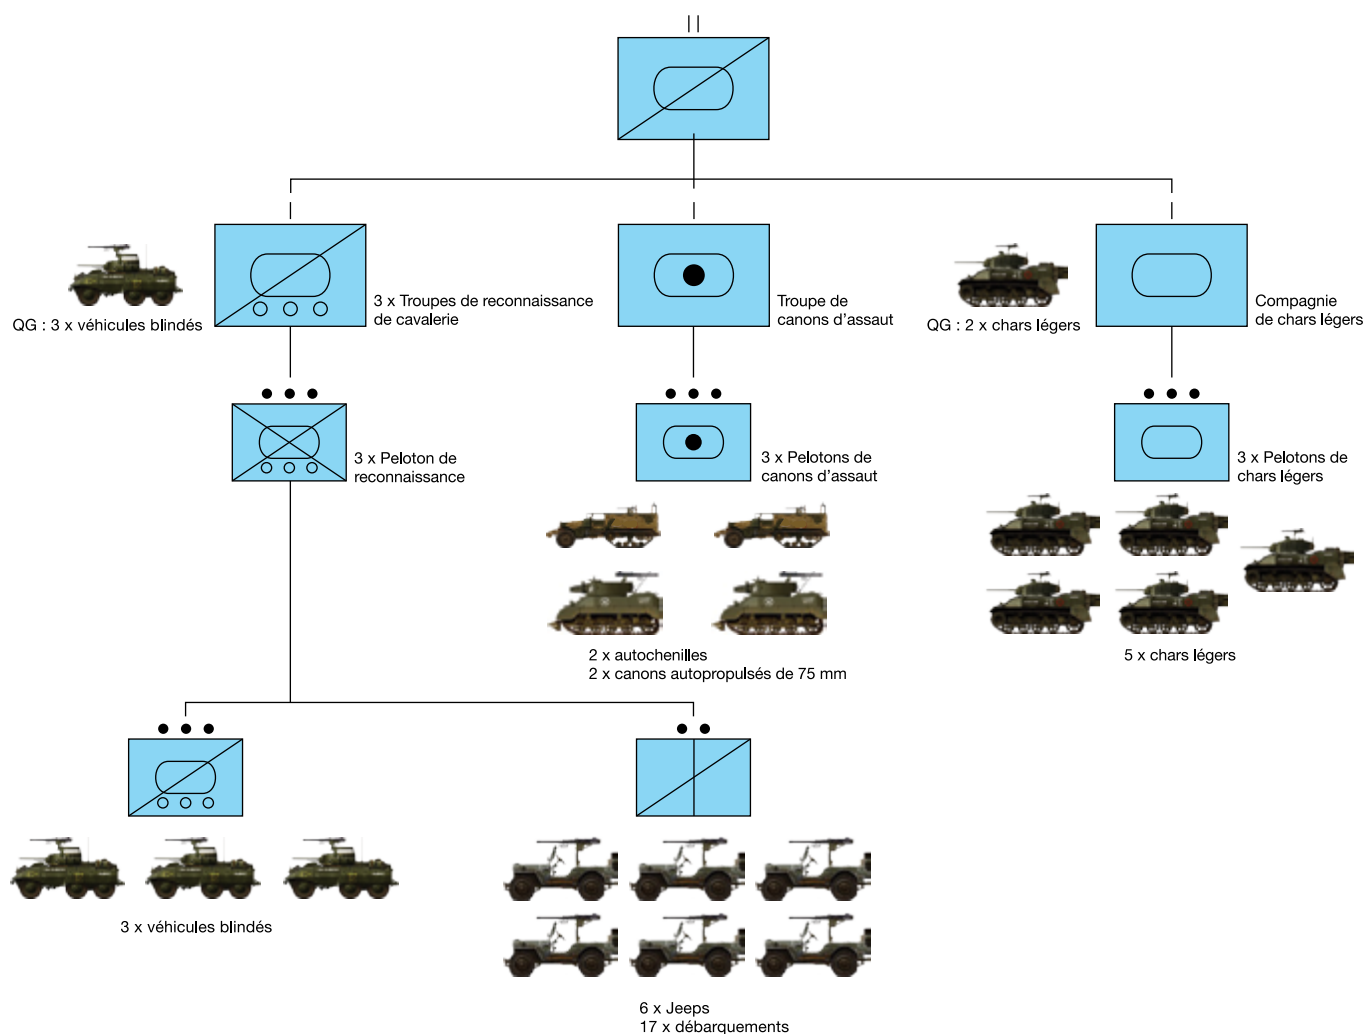 QG : 3 x véhicules blindés
3 x Troupes de reconnaissance
de cavalerie
Troupe de
canons d'assaut
QG : 2 x chars légers
Compagnie
de chars légers
3 x Peloton de
reconnaissance
3 x Pelotons de
canons d'assaut
3 x Pelotons de
chars légers
2 x autochenilles
2 x canons autopropulsés de 75 mm
5 x chars légers
3 x véhicules blindés
6 x Jeeps
17 x débarquements